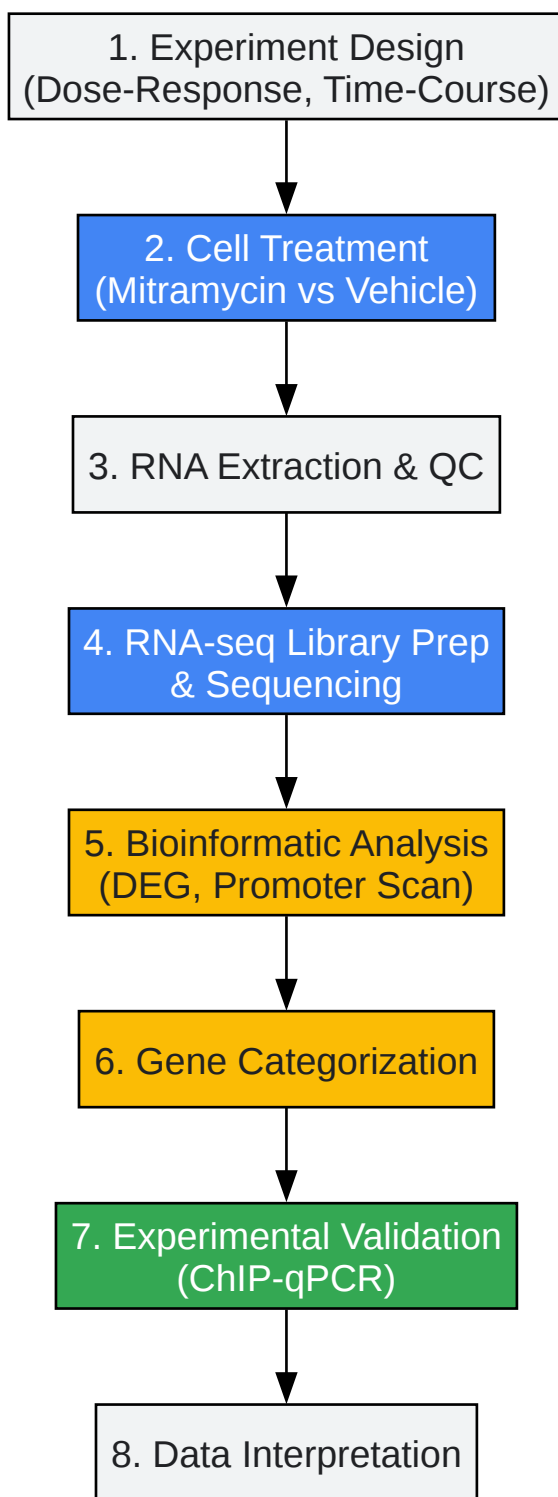 1. Experiment Design
(Dose-Response, Time-Course)
2. Cell Treatment
(Mitramycin vs Vehicle)
3. RNA Extraction & QC
4. RNA-seq Library Prep
& Sequencing
5. Bioinformatic Analysis
(DEG, Promoter Scan)
6. Gene Categorization
7. Experimental Validation
(ChIP-qPCR)
8. Data Interpretation